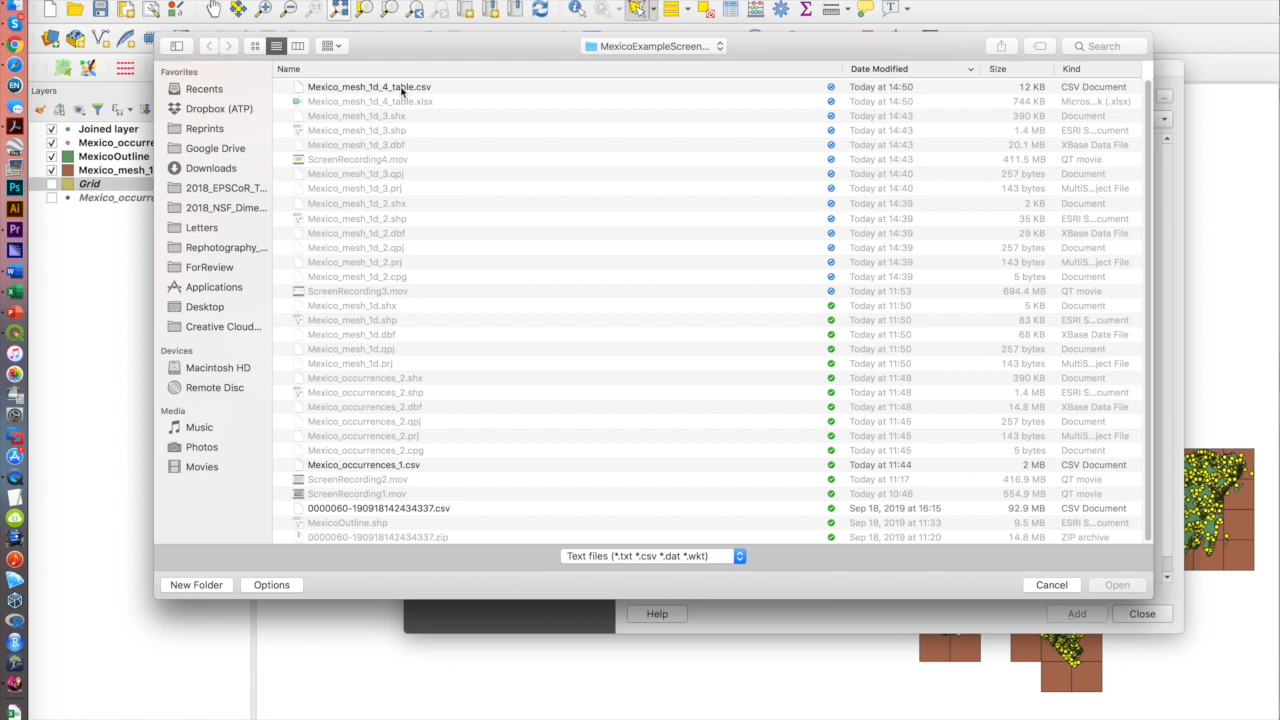 MexicoExampleScreen...
Search
Favorites
Recents
Dropbox (ATP)
Reprints
Google Drive
Downloads
2018_EPSCoR_T...
2018_NSF_Dime...
Letters
Rephotography_...
ForReview
Applications
Desktop
Creative Cloud...
Devices
Macintosh HD
Remote Disc
Media
Music
Photos
Movies
Name Date Modified Size Kind
Mexico_mesh_1d_4_table.csv Today at 14:50 12 KB CSV Document
Mexico_mesh_1d_4_table.xlsx Today at 14:50 744 KB Micros...k (.xlsx)
Mexico_mesh_1d_3.shx Today at 14:43 390 KB Document
Mexico_mesh_1d_3.shp Today at 14:43 1.4 MB ESRI S...cument
Mexico_mesh_1d_3.dbf Today at 14:43 20.1 MB XBase Data File
ScreenRecording4.mov Today at 14:43 411.5 MB QT movie
Mexico_mesh_1d_3.qpj Today at 14:40 257 bytes Document
Mexico_mesh_1d_3.prj Today at 14:40 143 bytes MultiS...ject File
Mexico_mesh_1d_2.shx Today at 14:39 2 KB Document
Mexico_mesh_1d_2.shp Today at 14:39 35 KB ESRI S...cument
Mexico_mesh_1d_2.dbf Today at 14:39 20.1 MB XBase Data File
Mexico_mesh_1d_2.qpj Today at 14:39 257 bytes Document
Mexico_mesh_1d_2.prj Today at 14:39 143 bytes MultiS...ject File
Mexico_mesh_1d_2.cpg Today at 14:39 5 bytes Document
ScreenRecording3.mov Today at 11:53 694.4 MB QT movie
Mexico_mesh_1d.shx Today at 11:50 5 KB Document
Mexico_mesh_1d.shp Today at 11:50 83 KB ESRI S...cument
Mexico_mesh_1d.dbf Today at 11:50 68 KB XBase Data File
Mexico_mesh_1d.qpj Today at 11:50 257 bytes Document
Mexico_mesh_1d.prj Today at 11:50 143 bytes MultiS...ject File
Mexico_occurrences_2.shx Today at 11:48 390 KB Document
Mexico_occurrences_2.shp Today at 11:48 1.4 MB ESRI S...cument
Mexico_occurrences_2.dbf Today at 11:48 14.8 MB XBase Data File
Mexico_occurrences_2.qpj Today at 11:45 257 bytes Document
Mexico_occurrences_2.prj Today at 11:45 143 bytes MultiS...ject File
Mexico_occurrences_2.cpg Today at 11:45 5 bytes Document
Mexico_occurrences_1.csv Today at 11:44 2 MB CSV Document
ScreenRecording2.mov Today at 11:17 416.9 MB QT movie
ScreenRecording1.mov Today at 10:46 554.9 MB QT movie
0000060-190918142434337.csv Sep 18, 2019 at 16:15 92.9 MB CSV Document
MexicoOutline.shp Sep 18, 2019 at 11:33 9.5 MB ESRI S...cument
0000060-190918142434337.zip Sep 18, 2019 at 11:20 14.8 MB ZIP archive
Text files (*.txt *.csv *.dat *.wkt)
New Folder
Options
Cancel
Open
Help
Add
Close
Layers
Joined layer
Mexico_occurre
MexicoOutline
Mexico_mesh_1
Grid
Mexico_occurr
EN
Ps
Ai
Pr